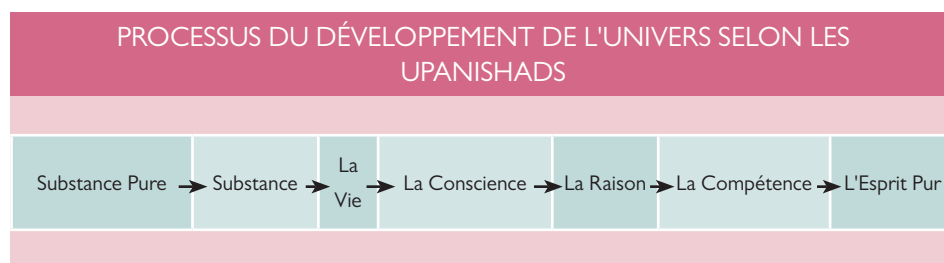 PROCESSUS DU DÉVELOPPEMENT DE L'UNIVERS SELON LES
UPANISHADS
Substance Pure
Substance
La
Vie
La Conscience
La Raison
La Compétence
L'Esprit Pur